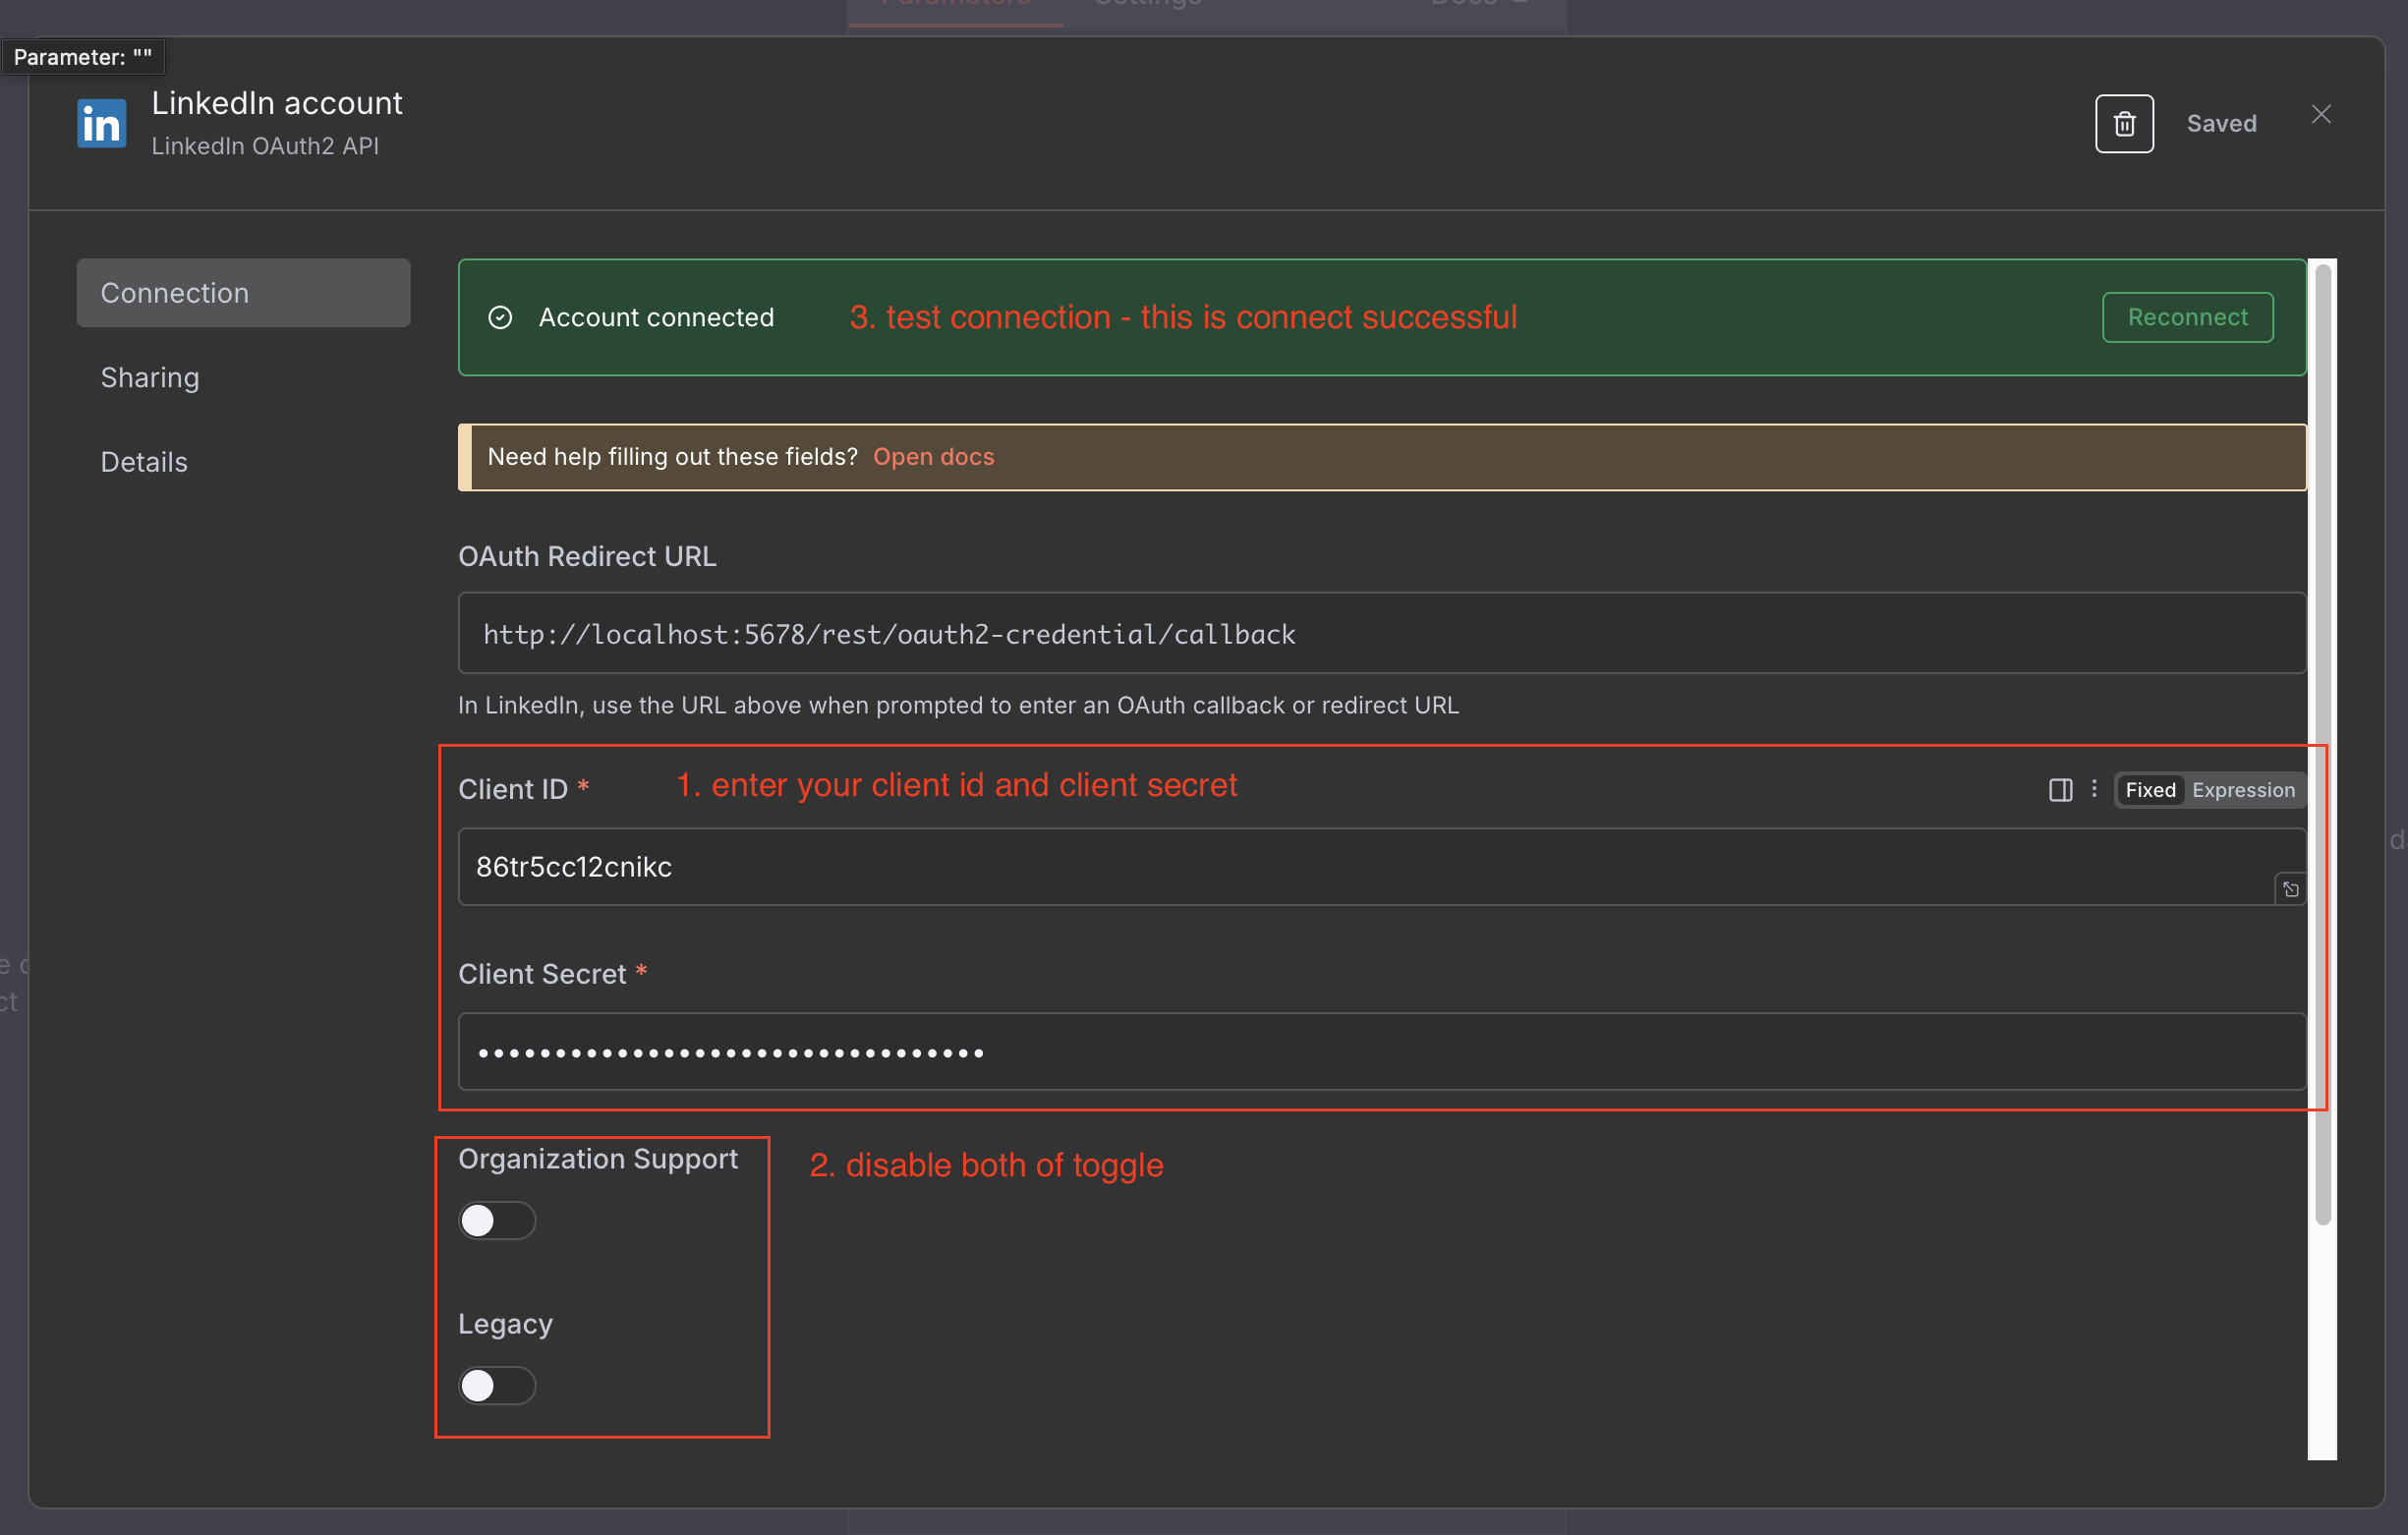 Parameters Settings Docs
Parameter: ""
in
LinkedIn account
LinkedIn OAuth2 API
Saved
Connection
Sharing
Details
Account connected
3. test connection - this is connect successful
Reconnect
Need help filling out these fields? Open docs
OAuth Redirect URL
http://localhost:5678/rest/oauth2-credential/callback
In LinkedIn, use the URL above when prompted to enter an OAuth callback or redirect URL
Client ID *
1. enter your client id and client secret
Fixed Expression
86tr5cc12cnikc
Client Secret *
••••••••••••••••••••••••••••••••• 
Organization Support
2. disable both of toggle
Legacy